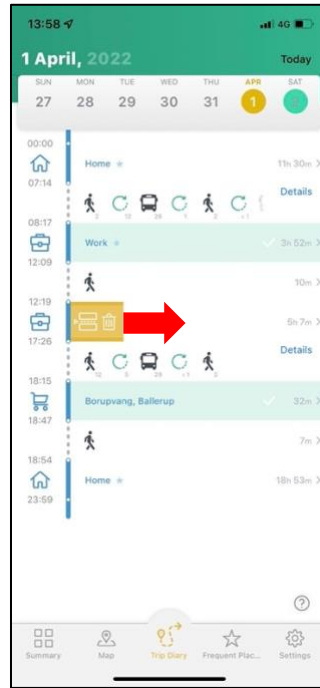 13:58
4G
1 April, 2022
Today
SUN MON TUE WED THU APR SAT
27 28 29 30 31 1
00:00
Home
11h 30m
07:14
Details
08:17
Work
3h 52m
12:09
10m
12:19
5h 7m
17:26
Details
18:15
Borupvang, Ballerup
32m
18:47
7m
18:54
Home
18h 53m
23:59
Summary
Map
Trip Diary
Frequent Plac...
Settings